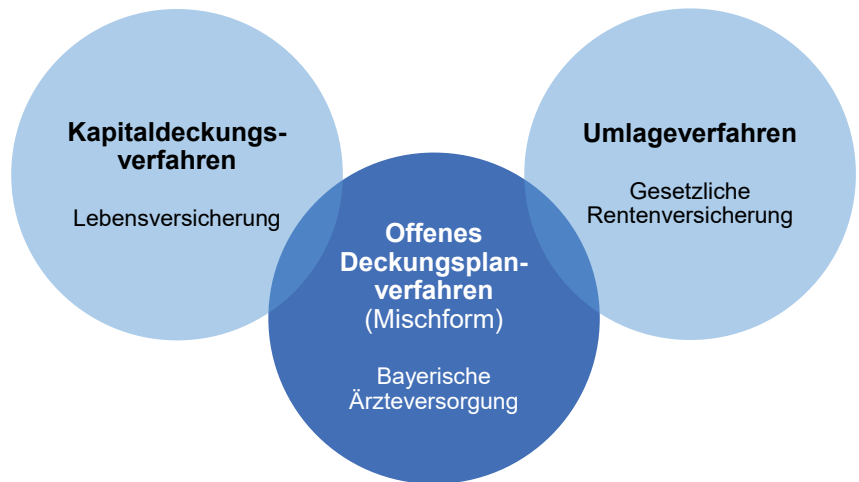 Kapitaldeckungs-
verfahren
Lebensversicherung
Umlageverfahren
Gesetzliche
Rentenversicherung
Offenes
Deckungsplan-
verfahren
(Mischform)
Bayerische
Ärzteversorgung